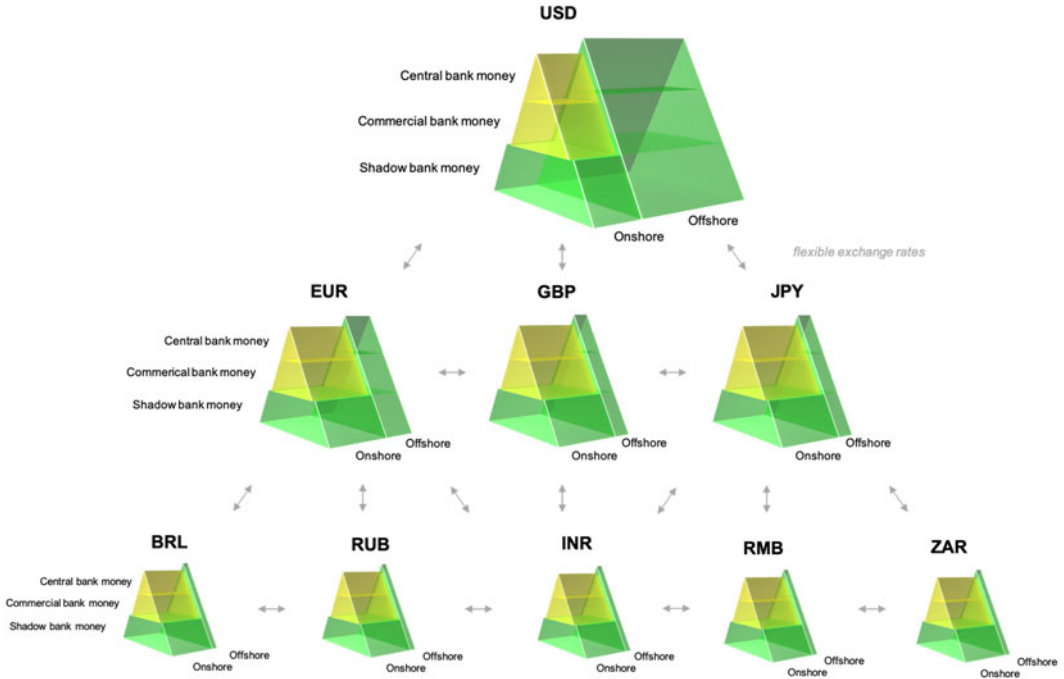 USD
Central bank money
Commercial bank money
Shadow bank money
Offshore
Onshore
flexible exchange rates
EUR
GBP
JPY
Central bank money
Commerical bank money
Shadow bank money
Offshore
Onshore
Offshore
Onshore
Offshore
Onshore
BRL
RUB
INR
RMB
ZAR
Central bank money
Commercial bank money
Shadow bank money
Offshore
Onshore
Offshore
Onshore
Offshore
Onshore
Offshore
Onshore
Offshore
Onshore